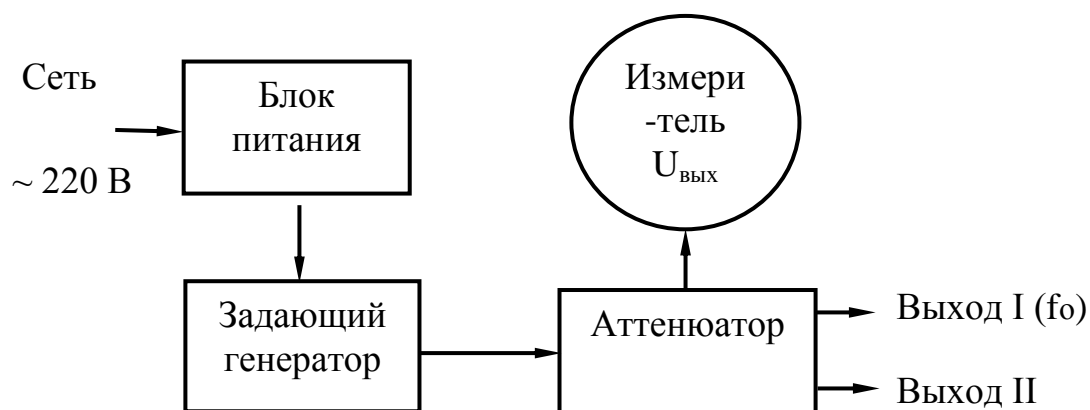 Сеть
~ 220 В
Блок
питания
Измери
-тель
Uвых
Задающий
генератор
Аттенюатор
Выход I (fo)
Выход II